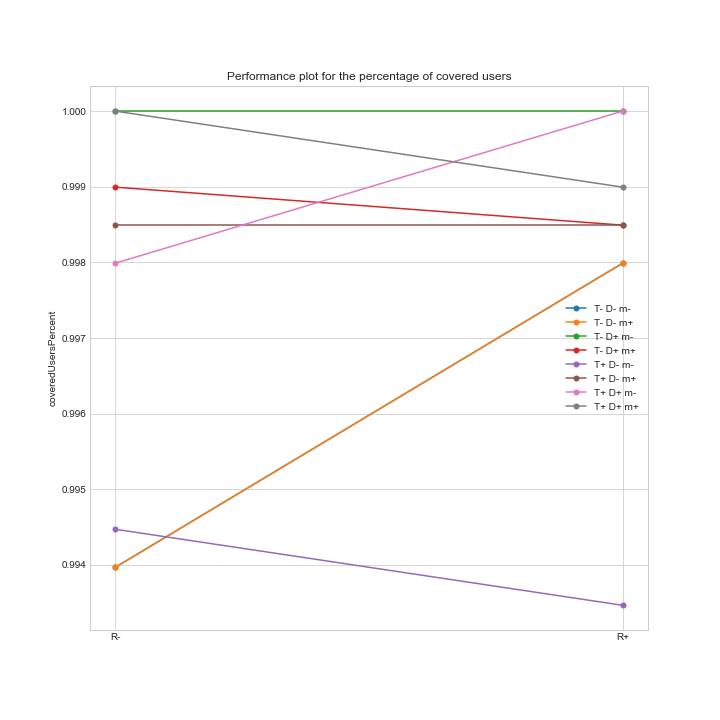 Performance plot for the percentage of covered users
1.000
0.999
0.998
0.997
0.996
0.995
0.994
coveredUsersPercent
T- D- m-
T- D- m+
T- D+ m-
T- D+ m+
T+ D- m-
T+ D- m+
T+ D+ m-
T+ D+ m+
R-
R+